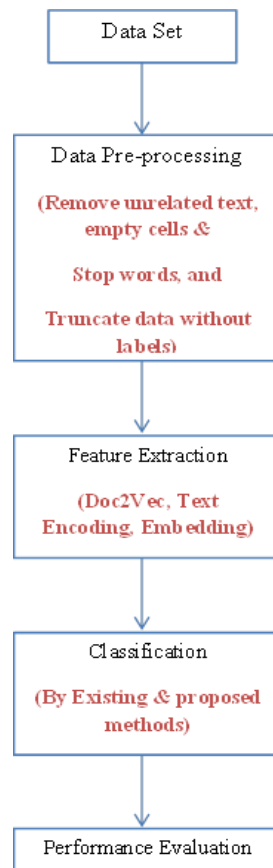 Data Set
Data Pre-processing
(Remove unrelated text,
empty cells &
Stop words, and
Truncate data without
labels)
Feature Extraction
(Doc2Vec, Text
Encoding, Embedding)
Classification
(By Existing & proposed
methods)
Performance Evaluation